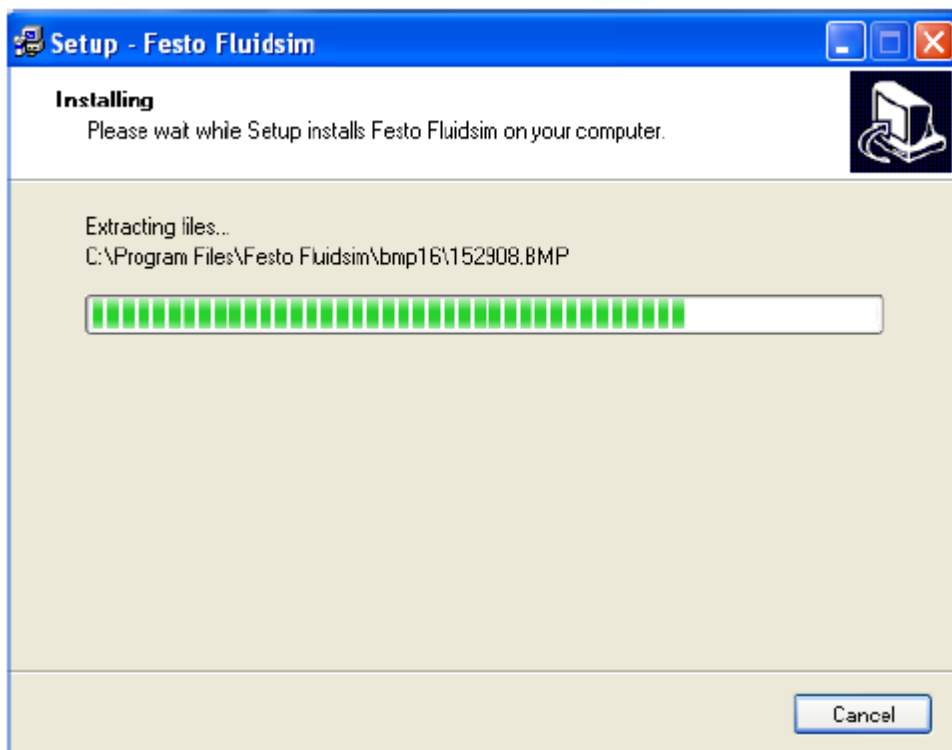 Setup - Festo Fluidsim
Installing
Please wait while Setup installs Festo Fluidsim on your computer.
Extracting files...
C:\Program Files\Festo Fluidsim\bmp16\152908.BMP
Cancel